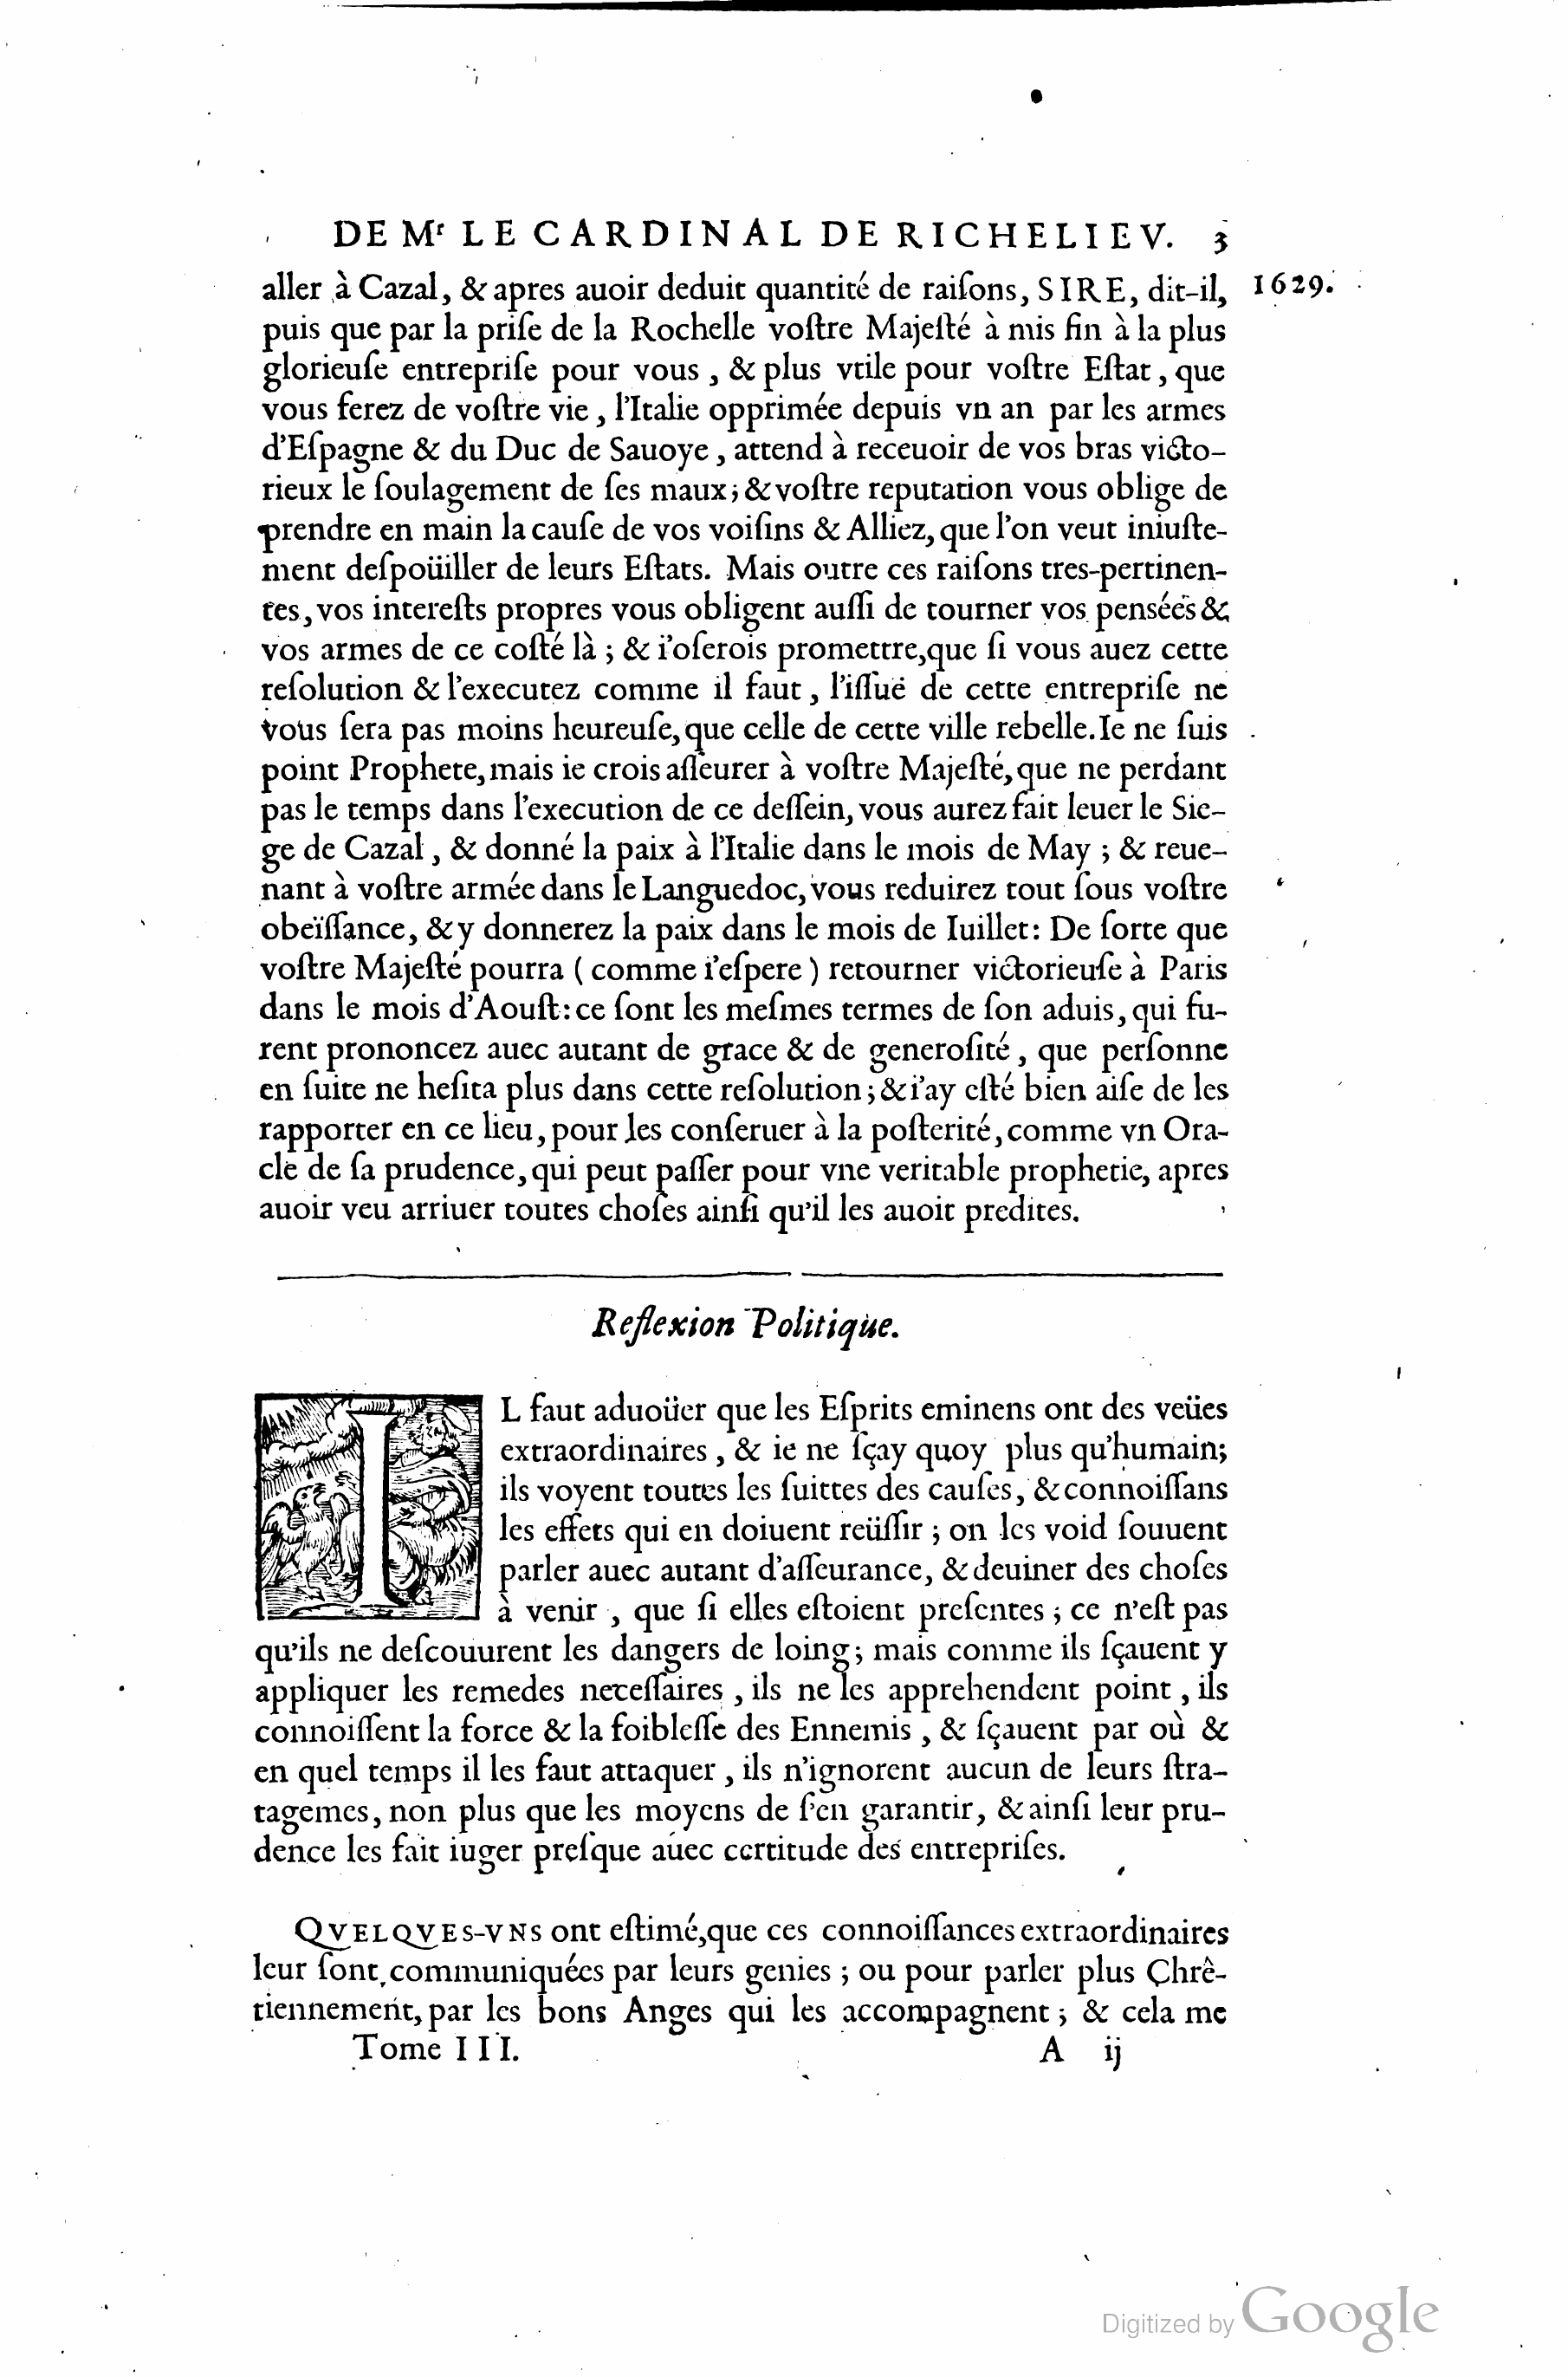 DE Mr LE CARDINAL DE RICHELIEV. 3
aller à Cazal, & apres auoir deduit quantité de raiſons, SIRE, dit-il, 1629.
puis que par la priſe de la Rochelle voſtre Majeſté à mis fin à la plus
glorieuſe entrepriſe pour vous, & plus vtile pour voſtre Eſtat, que
vous ferez de voſtre vie, l'Italie opprimée depuis vn an par les armes
d'Eſpagne & du Duc de Sauoye, attend à receuoir de vos bras victo-
rieux le ſoulagement de ſes maux; & voſtre reputation vous oblige de
prendre en main la cauſe de vos voiſins & Alliez, que l'on veut iniuſte-
ment deſpoüiller de leurs Eſtats. Mais outre ces raiſons tres-pertinen-
tes, vos intereſts propres vous obligent auſſi de tourner vos pensées &
vos armes de ce coſté là; & i'oſerois promettre, que ſi vous auez cette
reſolution & l'executez comme il faut, l'iſſuë de cette entrepriſe ne
vous ſera pas moins heureuſe, que celle de cette ville rebelle. Ie ne ſuis
point Prophete, mais ie crois aſſeurer à voſtre Majeſté, que ne perdant
pas le temps dans l'execution de ce deſſein, vous aurez fait leuer le Sie-
ge de Cazal, & donné la paix à l'Italie dans le mois de May; & reue-
nant à voſtre armée dans le Languedoc, vous reduirez tout ſous voſtre
obeïſſance, & y donnerez la paix dans le mois de Iuillet: De ſorte que
voſtre Majeſté pourra (comme i'eſpere) retourner victorieuſe à Paris
dans le mois d'Aouſt: ce ſont les meſmes termes de ſon aduis, qui fu-
rent prononcez auec autant de grace & de generoſité, que perſonne
en ſuite ne heſita plus dans cette reſolution; & i'ay eſté bien aiſe de les
rapporter en ce lieu, pour les conſeruer à la poſterité, comme vn Ora-
cle de ſa prudence, qui peut paſſer pour vne veritable prophetie, apres
auoir veu arriuer toutes choſes ainſi qu'il les auoit predites.
Reflexion Politique.
IL faut aduoüer que les Eſprits eminens ont des veües
extraordinaires, & ie ne ſçay quoy plus qu'humain;
ils voyent toutes les ſuittes des cauſes, & connoiſſans
les effets qui en doiuent reüſſir; on les void ſouuent
parler auec autant d'aſſeurance, & deuiner des choſes
à venir, que ſi elles eſtoient preſentes; ce n'eſt pas
qu'ils ne deſcouurent les dangers de loing; mais comme ils ſçauent y
appliquer les remedes neceſſaires, ils ne les apprehendent point, ils
connoiſſent la force & la foibleſſe des Ennemis, & ſçauent par où &
en quel temps il les faut attaquer, ils n'ignorent aucun de leurs ſtra-
tagemes, non plus que les moyens de ſ'en garantir, & ainſi leur pru-
dence les fait iuger preſque auec certitude des entrepriſes.
QVELQVES-VNS ont eſtimé, que ces connoiſſances extraordinaires
leur ſont communiquées par leurs genies; ou pour parler plus Chrê-
tiennement, par les bons Anges qui les accompagnent; & cela me
Tome III. A ij
Digitized by Google